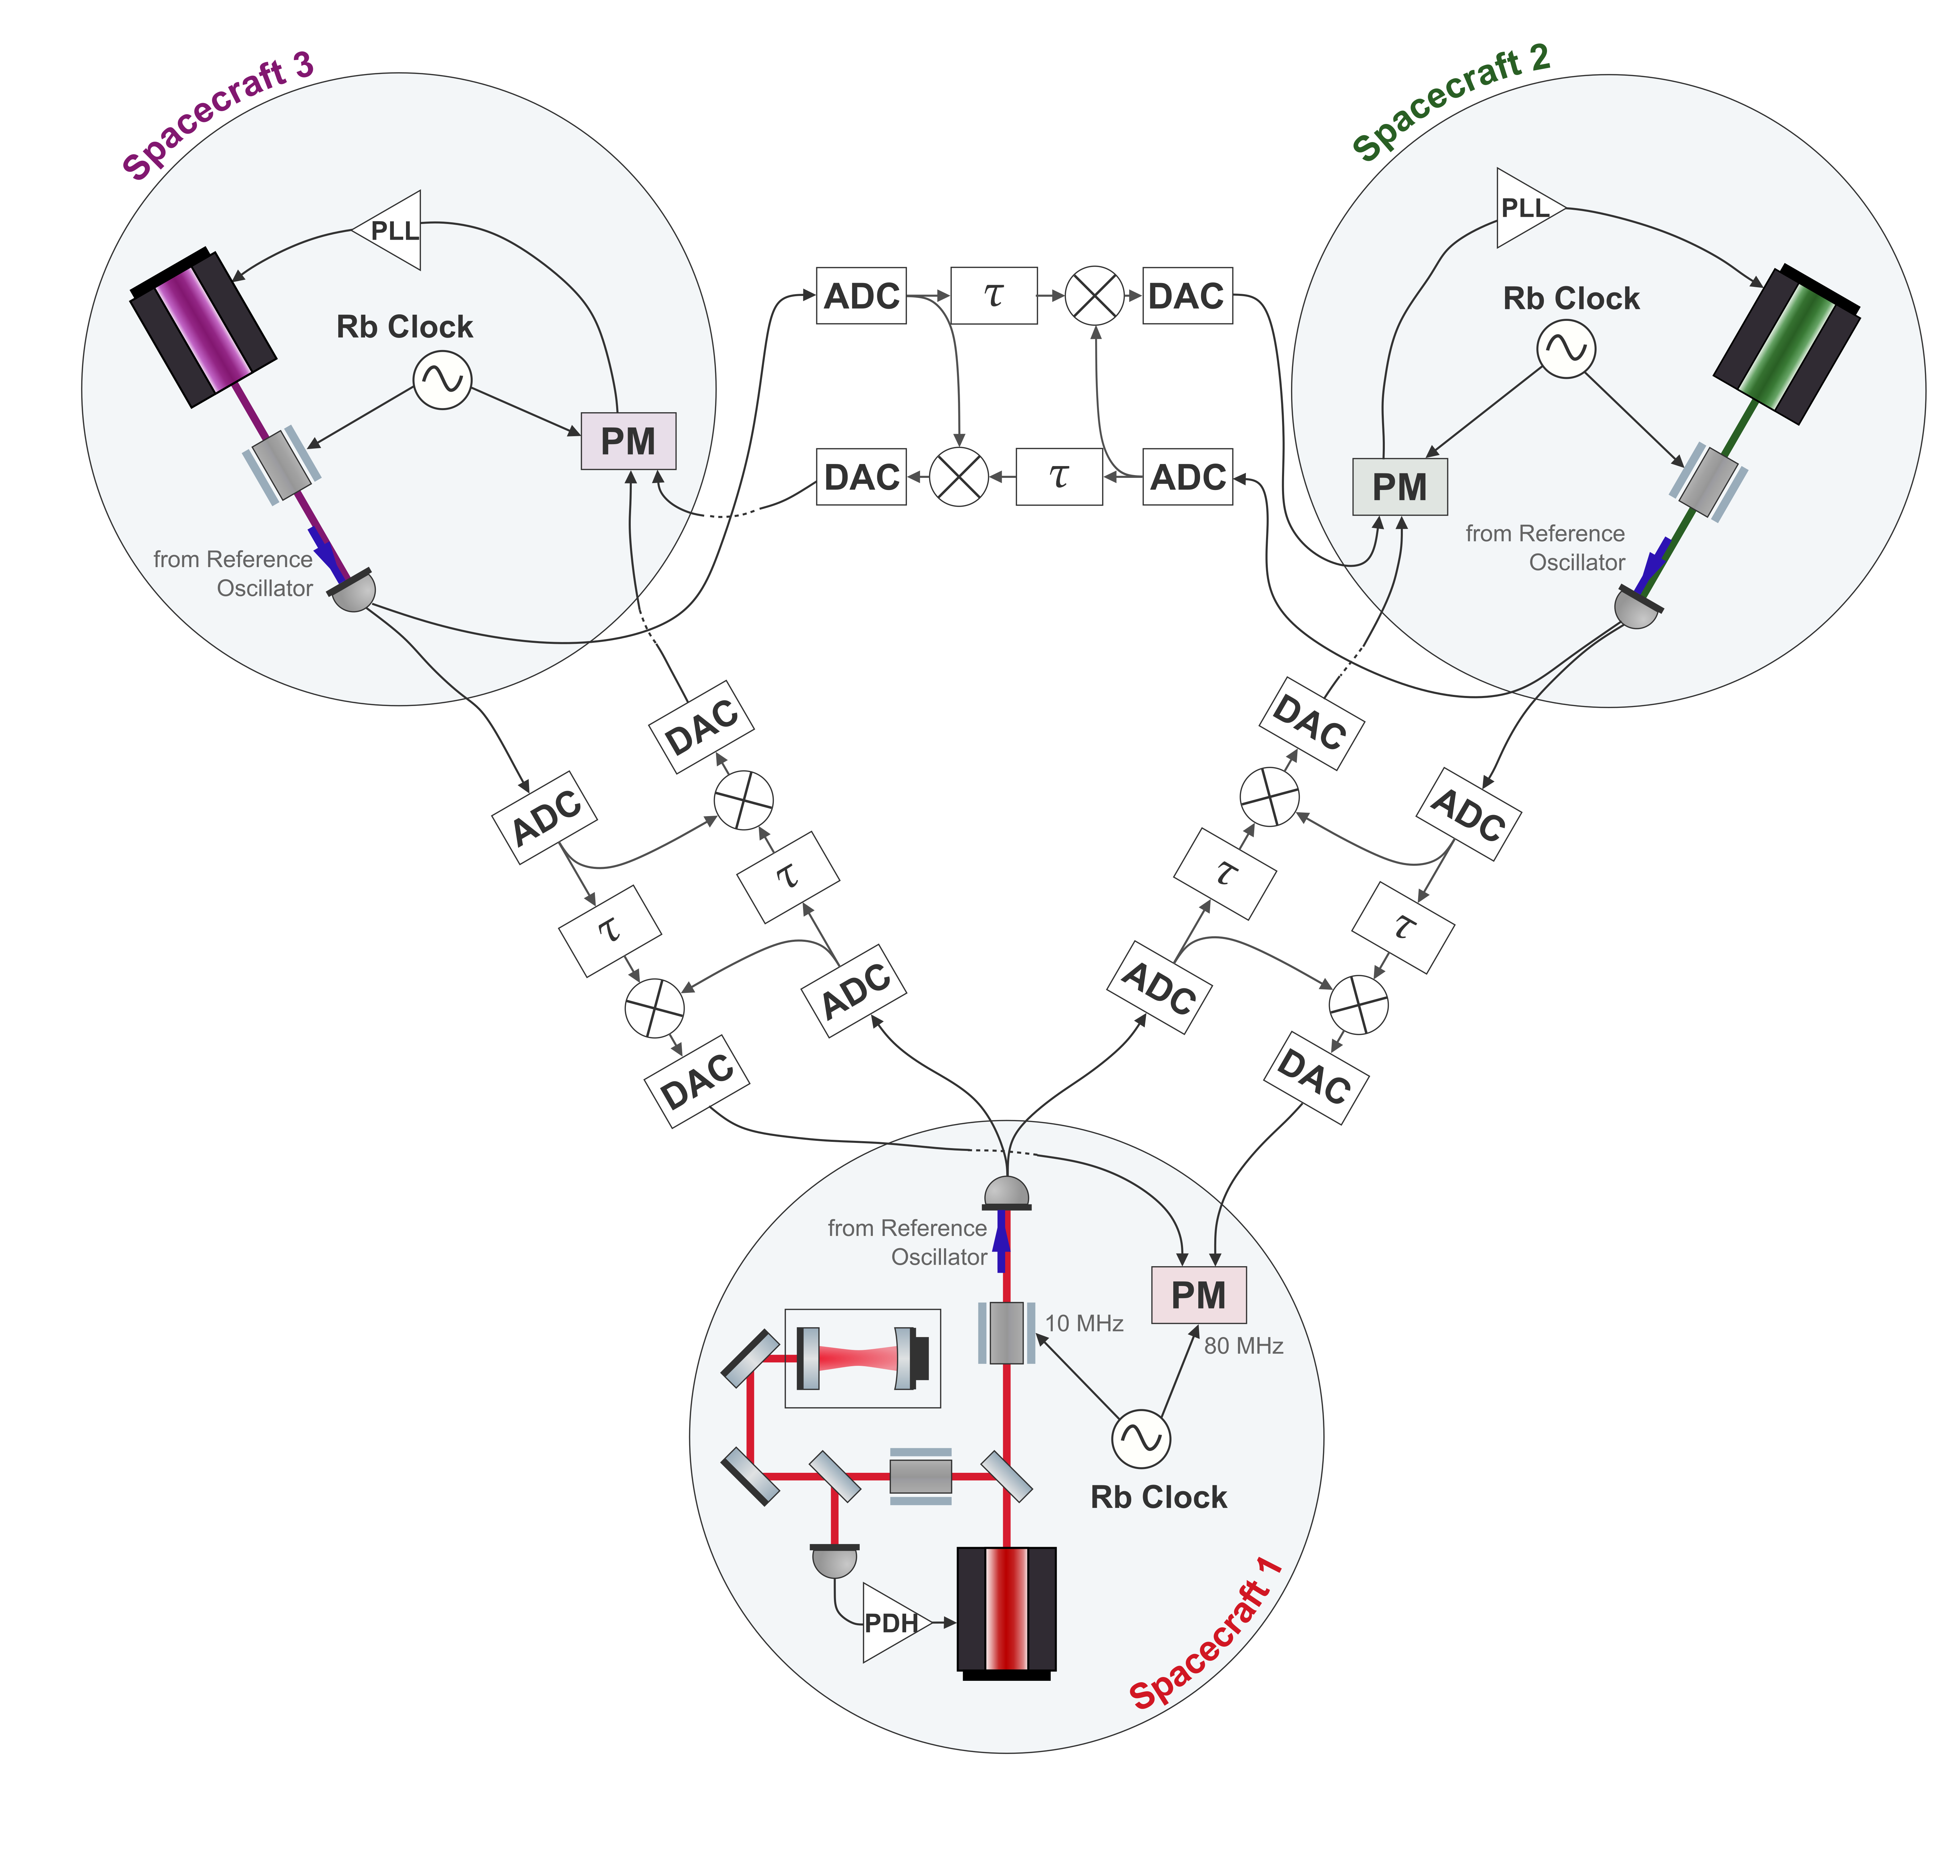 Spacecraft 3
Spacecraft 2
PLL
PLL
Rb Clock
Rb Clock
ADC
τ
DAC
PM
DAC
τ
ADC
PM
from Reference
Oscillator
from Reference
Oscillator
DAC
DAC
ADC
ADC
τ
τ
τ
τ
ADC
ADC
DAC
DAC
from Reference
Oscillator
PM
10 MHz
80 MHz
Rb Clock
PDH
Spacecraft 1